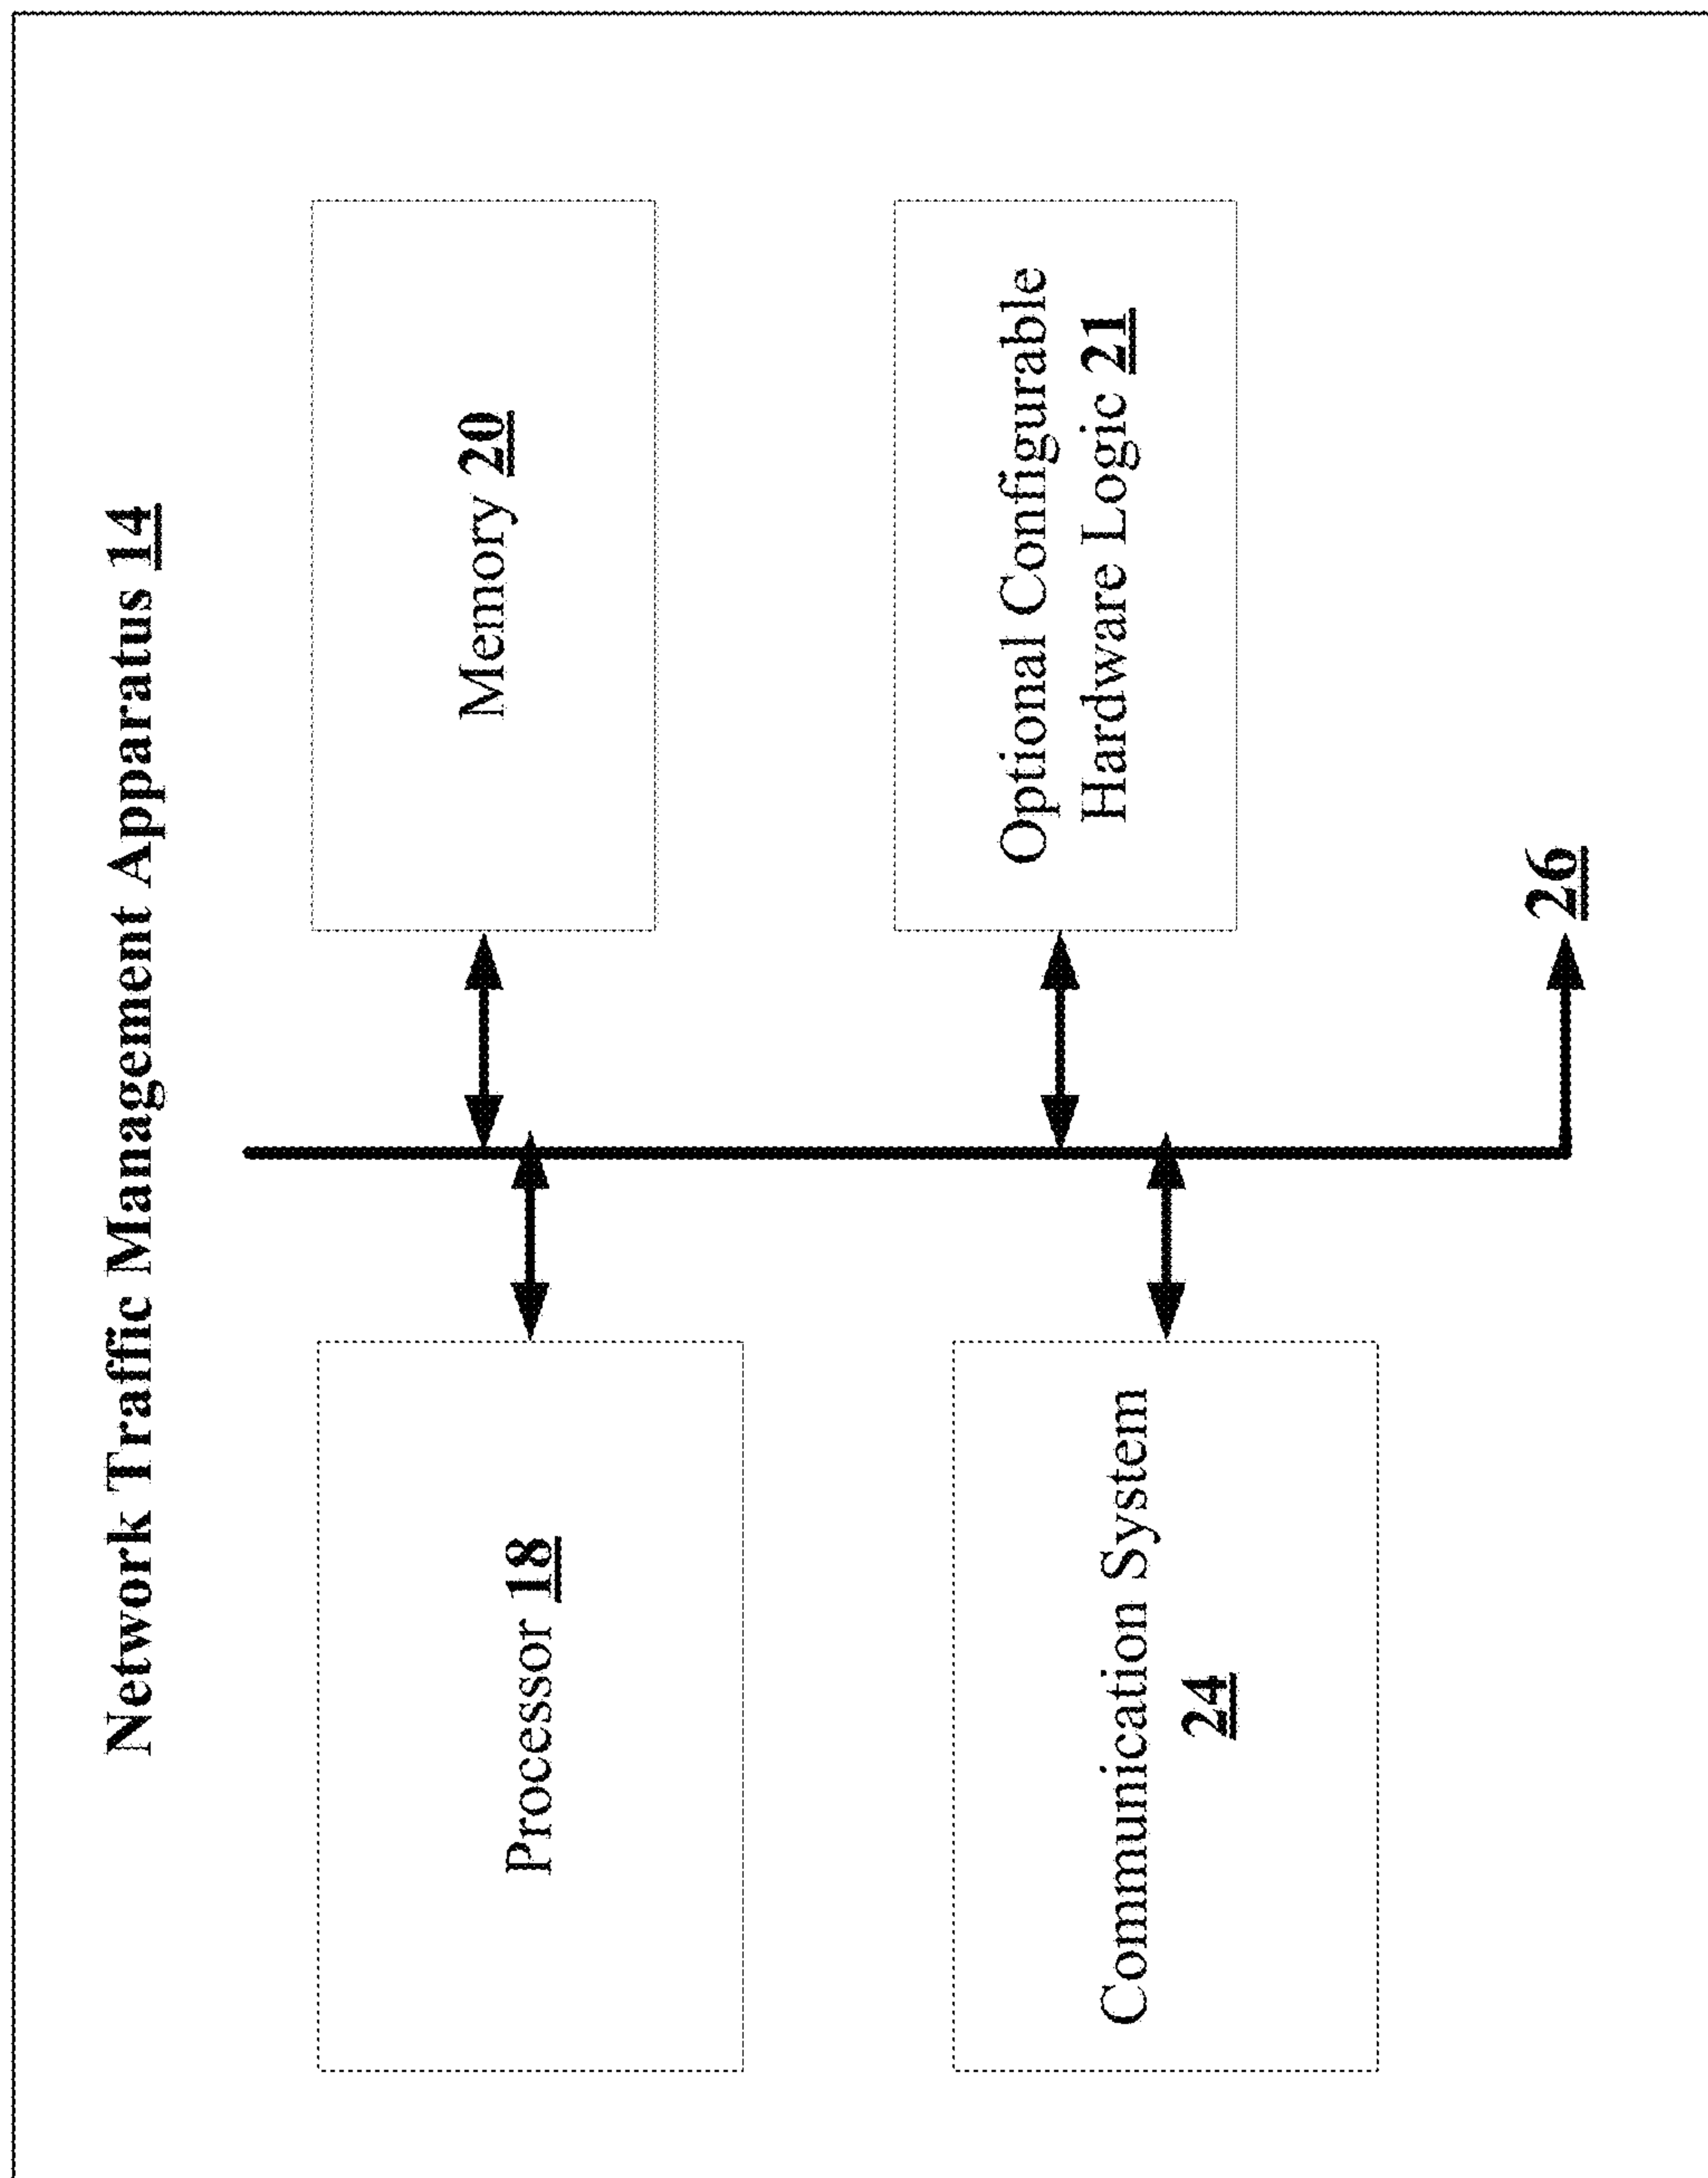 Network Traffic Management Apparatus 14
Processor 18
Memory 20
Communication System
24
Optional Configurable
Hardware Logic 21
26